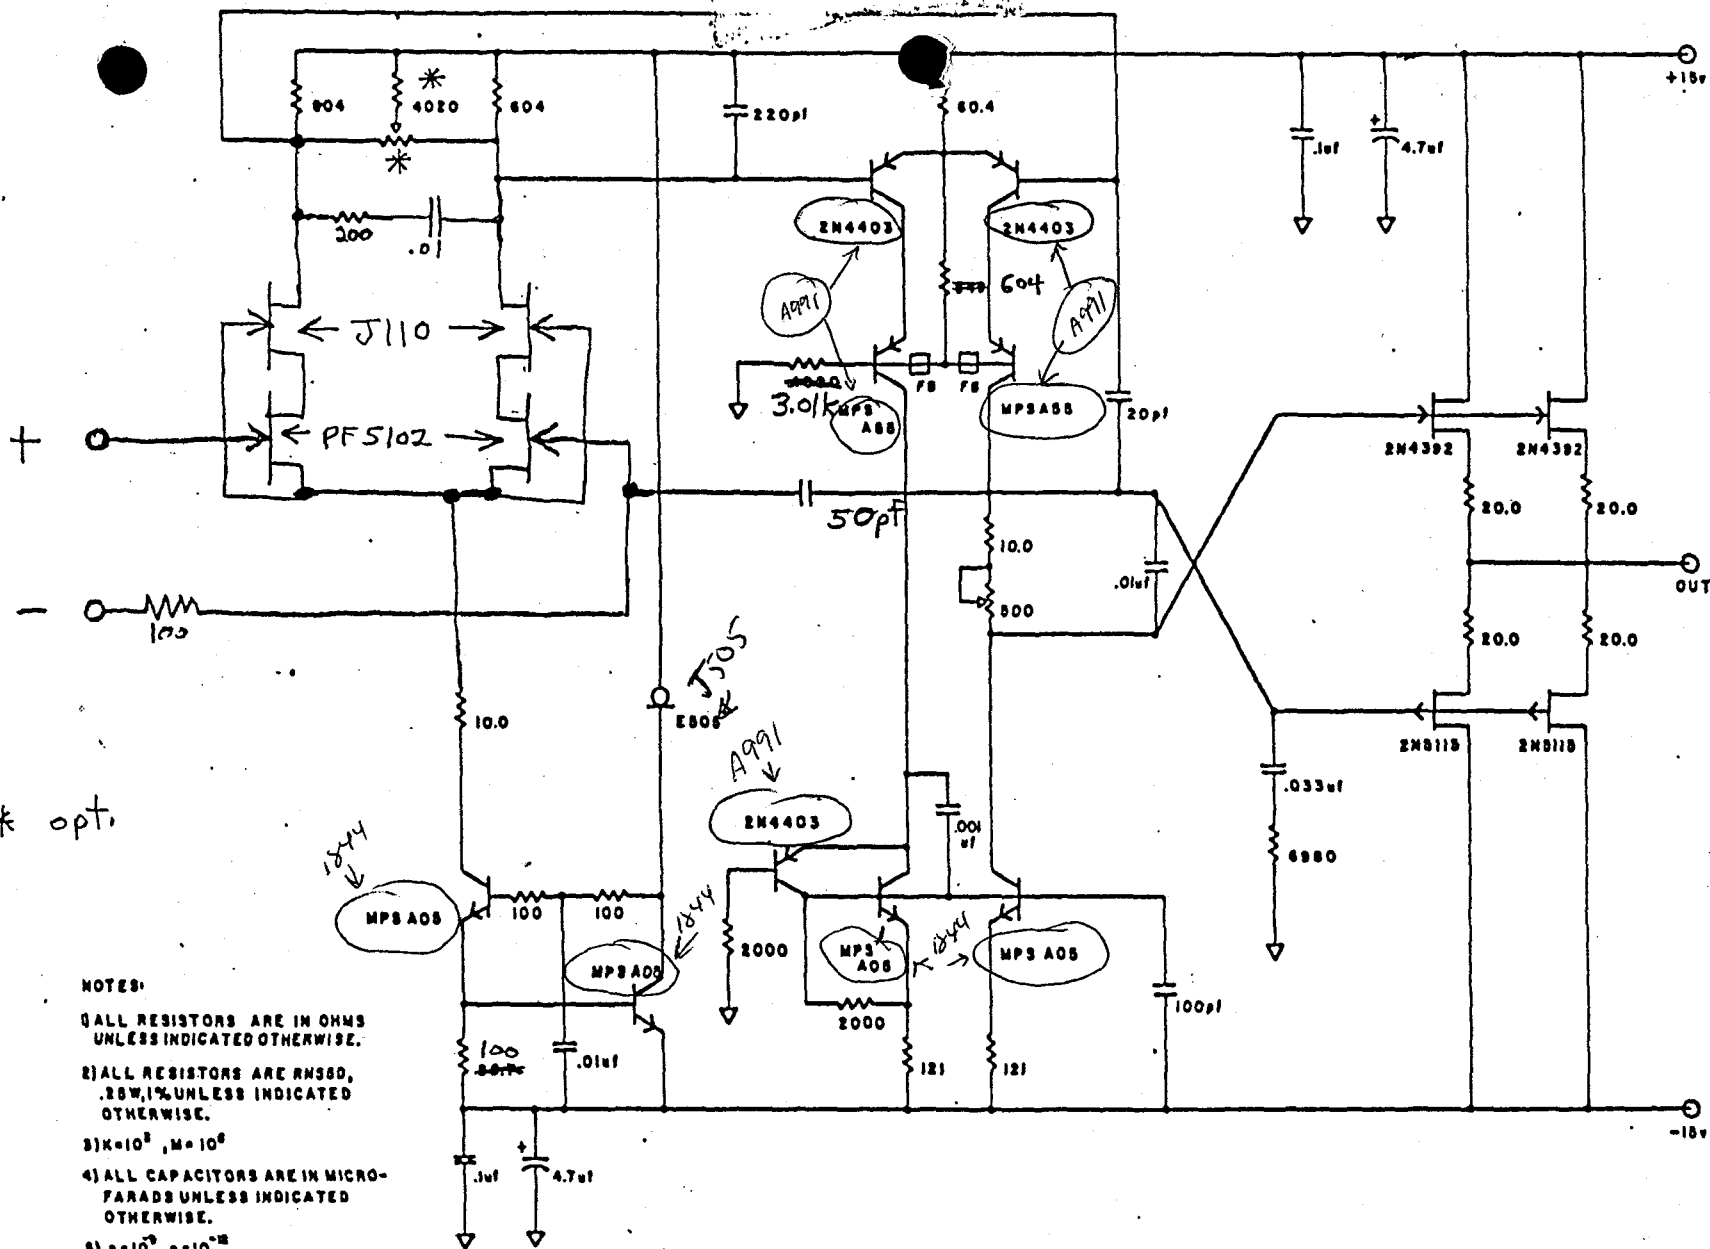 +15v
604
*
4020
604
220pf
60.4
.1uf
+
4.7uf
*
200
.01
2N4403
2N4403
604
A991
A991
J110
FB
FB
3.01k
MPS
A55
MPSA55
20pf
+
PF5102
2N4392
2N4392
50pf
20.0
20.0
10.0
.01uf
OUT
500
-
100
20.0
20.0
J505
E505
10.0
A991
2N5115
2N5115
.033uf
* opt.
2N4403
.001
uf
6980
1844
MPS A05
100
100
1844
MPS A05
2000
MPS
A05
1844
MPS A05
100pf
2000
NOTES:
1) ALL RESISTORS ARE IN OHMS
UNLESS INDICATED OTHERWISE.
100
.01uf
121
121
2) ALL RESISTORS ARE RN55D,
.25W, 1% UNLESS INDICATED
OTHERWISE.
-15v
3) K=10³, M=10⁶
+
.1uf
4.7uf
4) ALL CAPACITORS ARE IN MICRO-
FARADS UNLESS INDICATED
OTHERWISE.